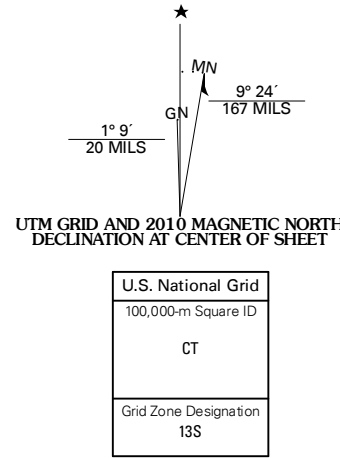 MN
GN
9° 24´
167 MILS
1° 9´
20 MILS
UTM GRID AND 2010 MAGNETIC NORTH
DECLINATION AT CENTER OF SHEET
U.S. National Grid
100,000-m Square ID
CT
Grid Zone Designation
13S